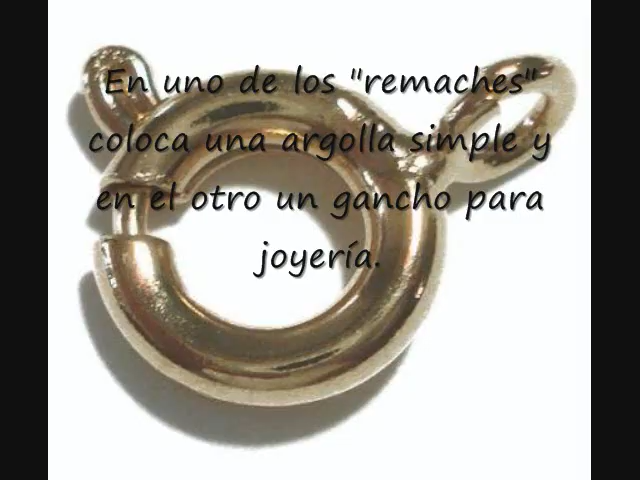 En uno de los "remaches"
coloca una argolla simple y
en el otro un gancho para
joyería.